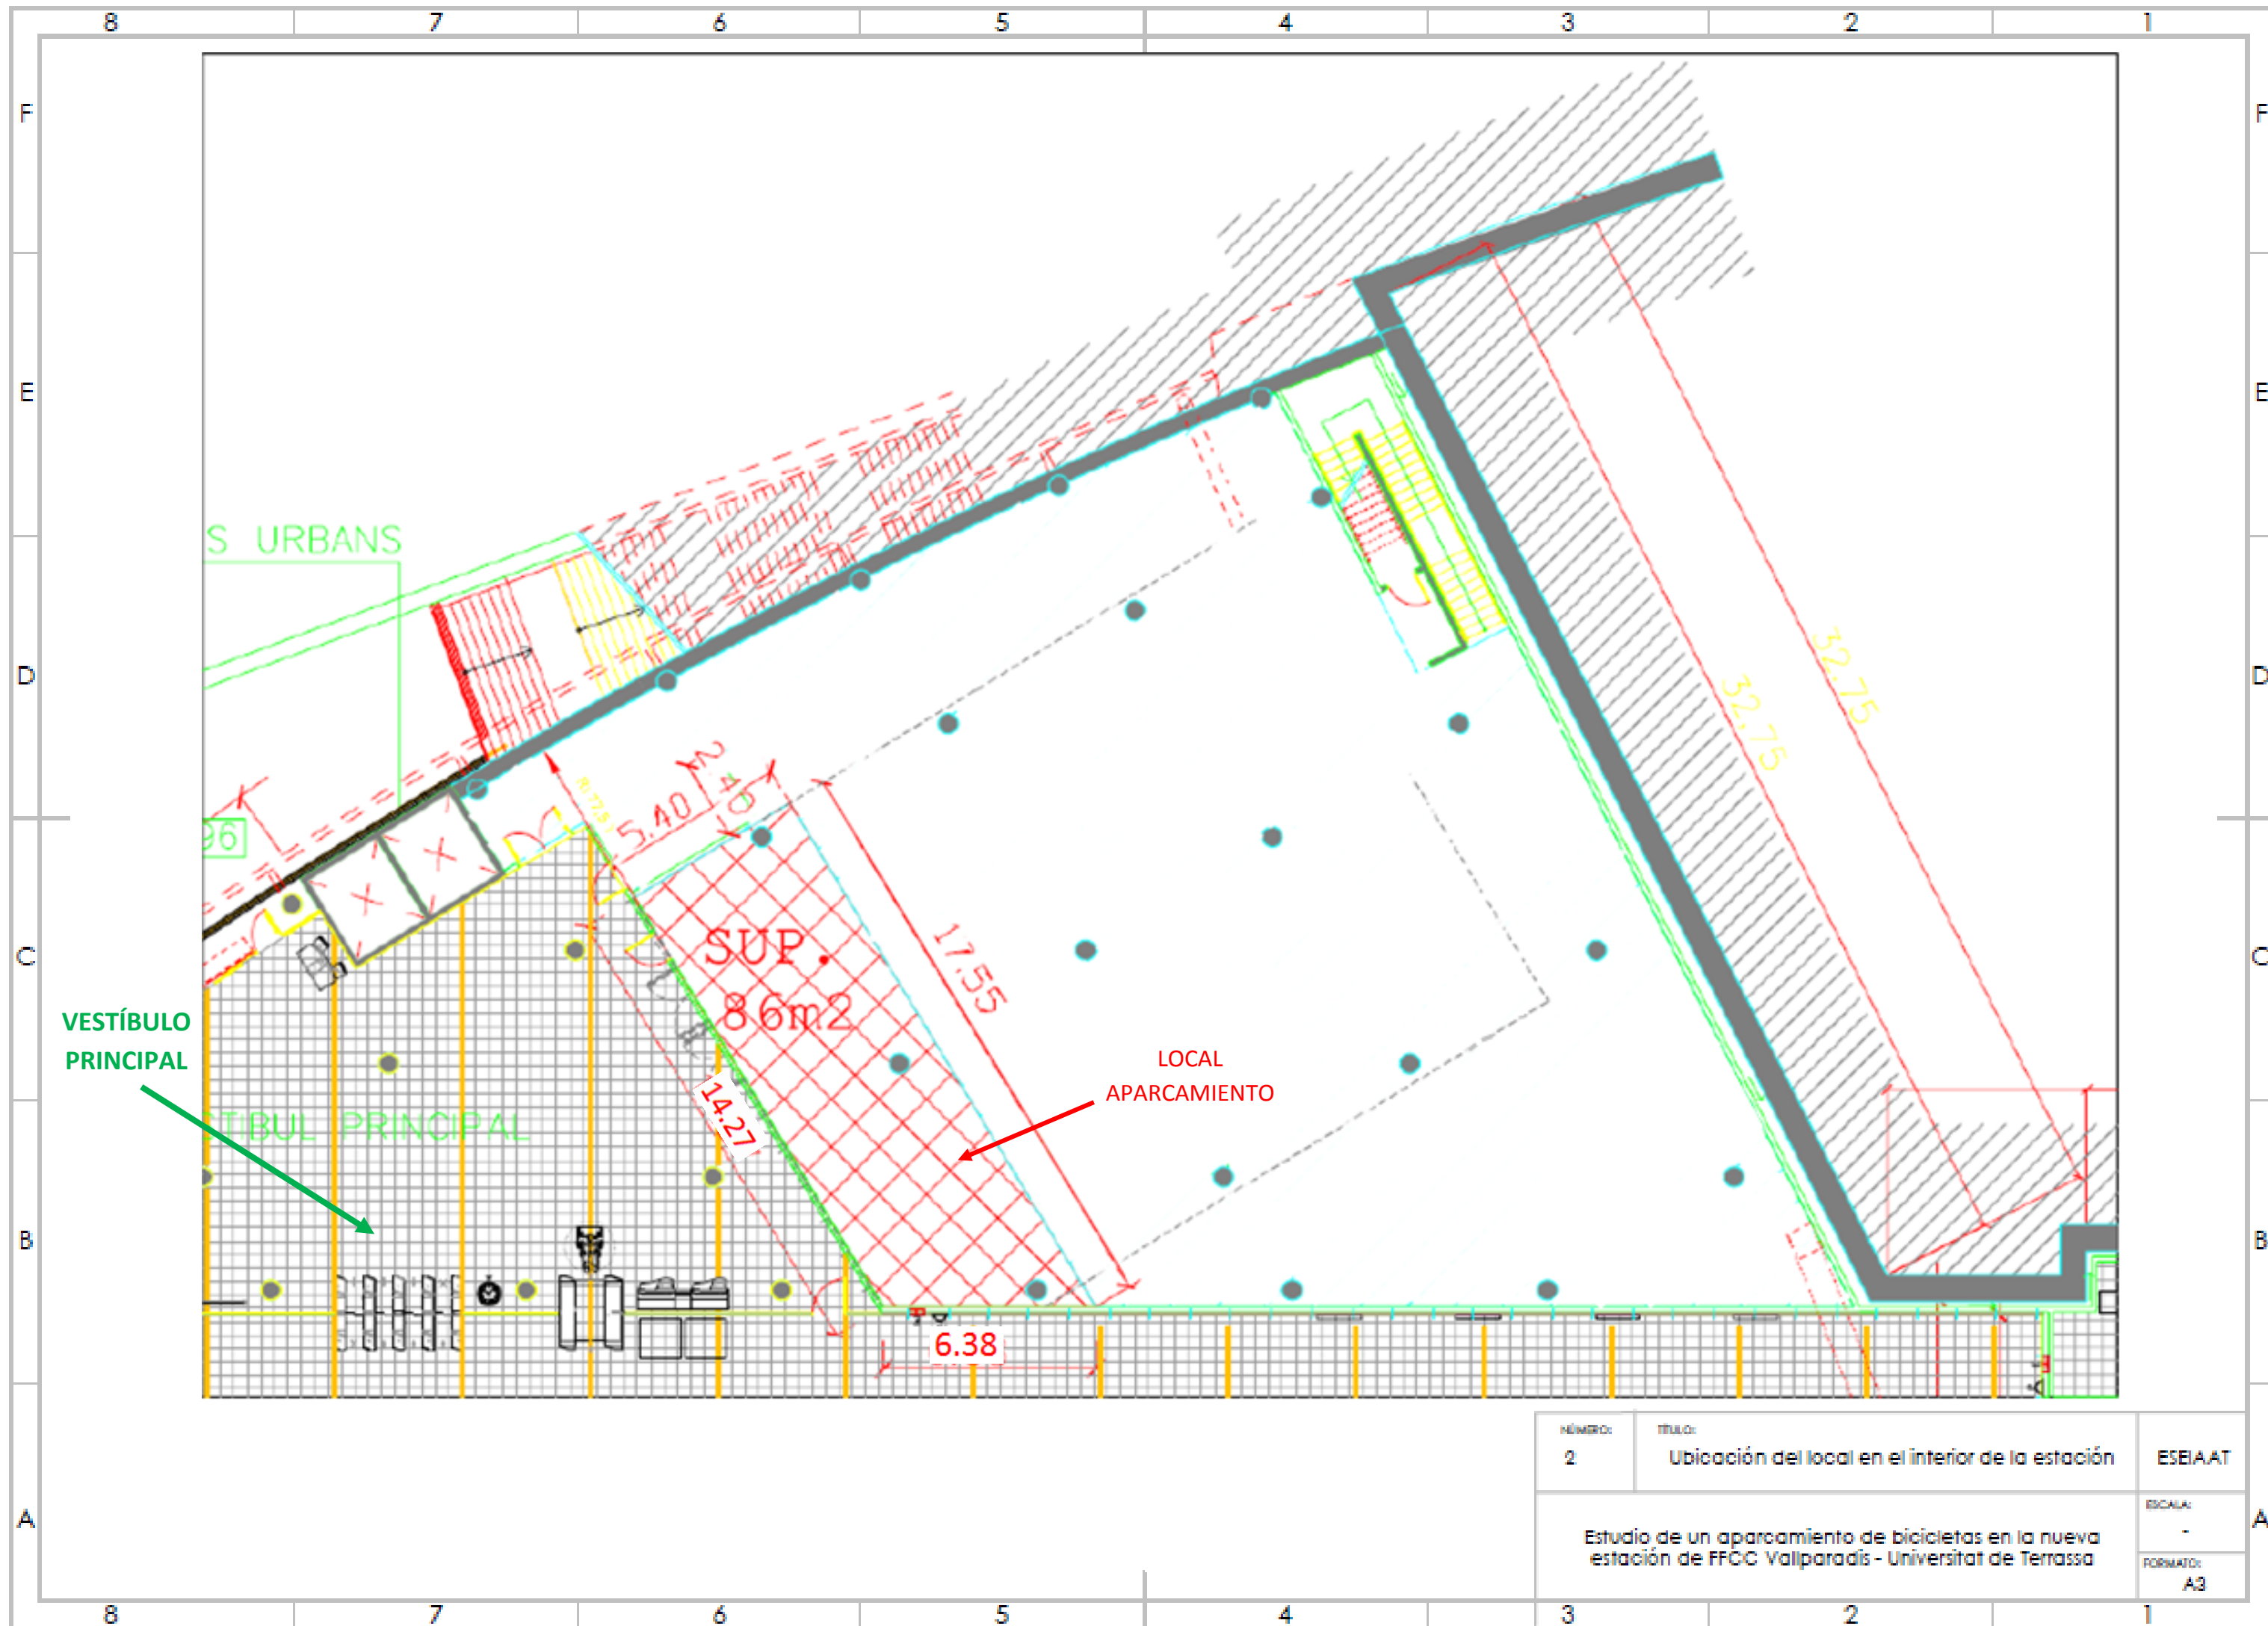 8 7 6 5 4 3 2 1
F F
E E
S URBANS
D D
32.75
32.75
2.40
5.40
96
17.55
SUP.
86m2
C C
VESTÍBULO
PRINCIPAL
LOCAL
APARCAMIENTO
14.27
TIBUL PRINCIPAL
B B
6.38
NÚMERO: TÍTULO:
2 Ubicación del local en el interior de la estación ESEIAAT
ESCALA:
-
A A
Estudio de un aparcamiento de bicicletas en la nueva
estación de FFCC Vallparadis - Universitat de Terrassa
FORMATO:
A3
8 7 6 5 4 3 2 1